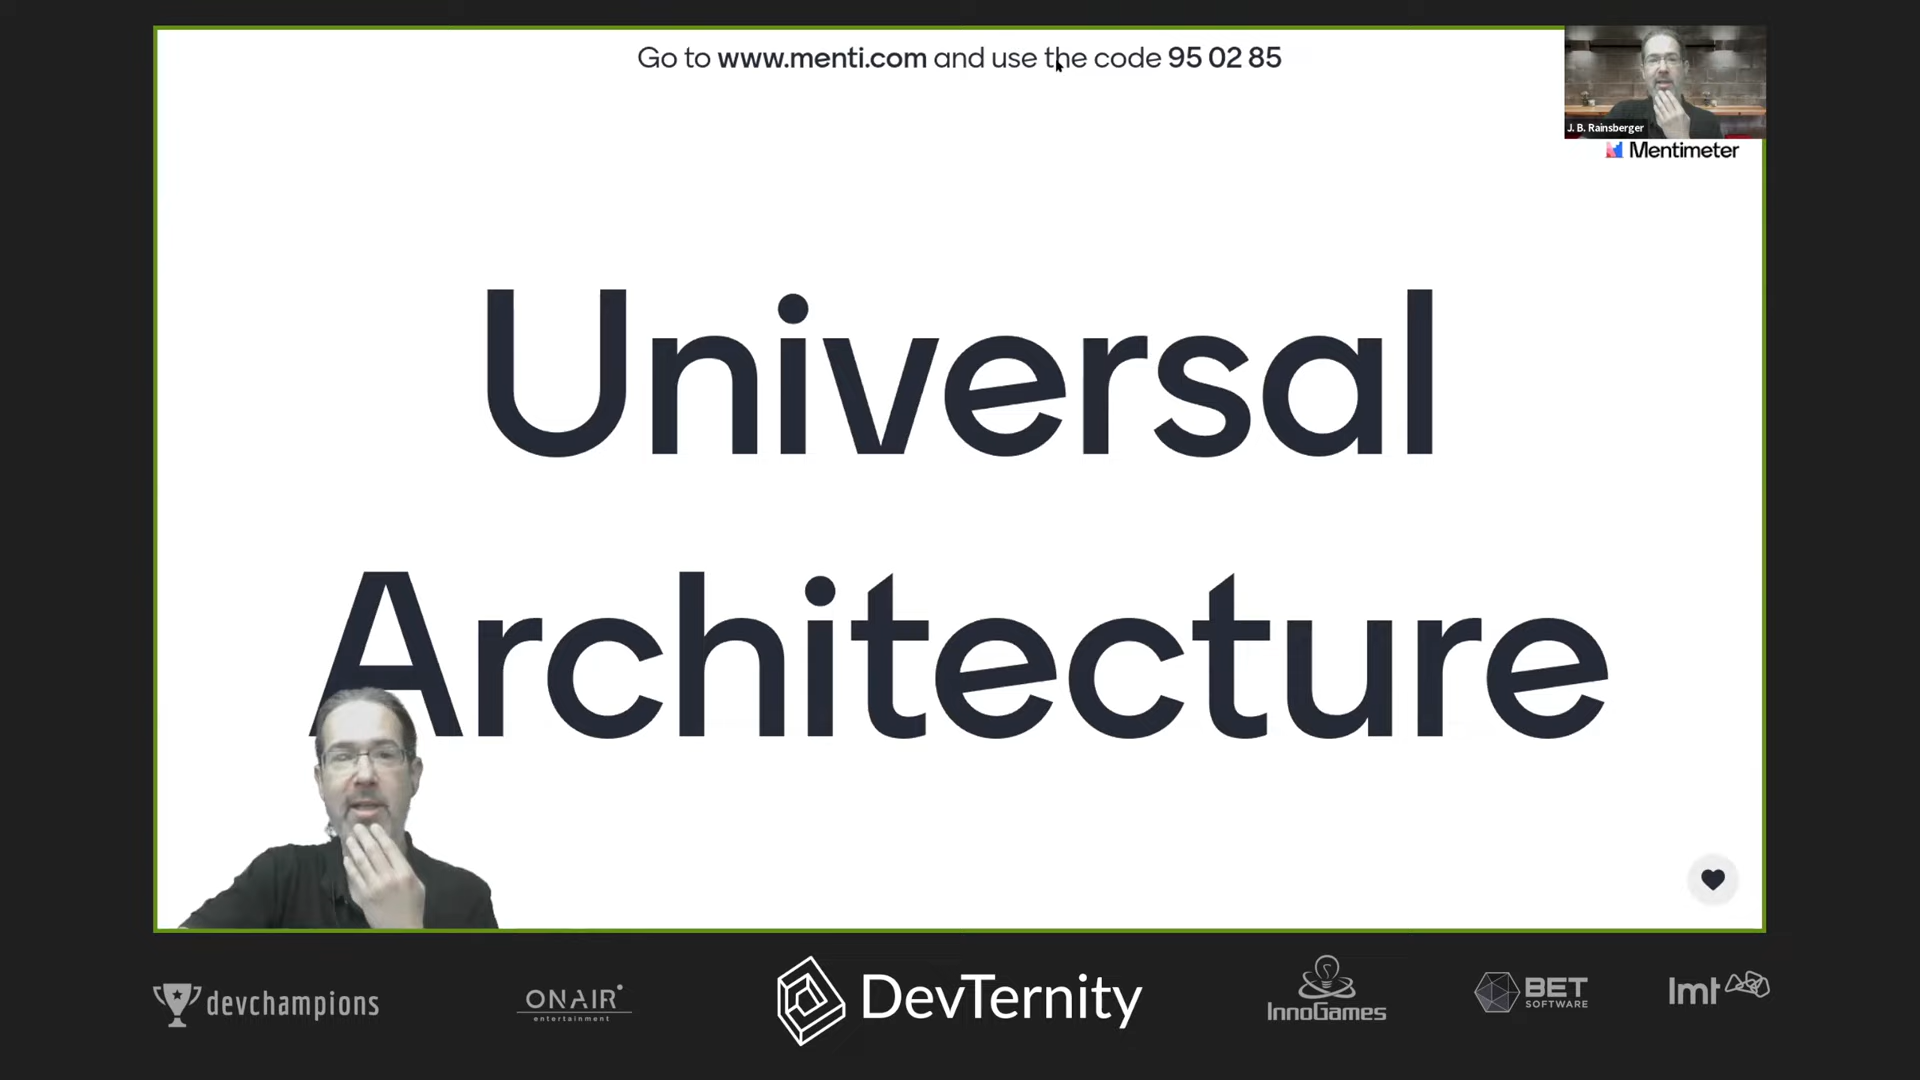 Go to www.menti.com and use the code 95 02 85
J. B. Rainsberger
Mentimeter
Universal
Architecture
devchampions
ONAIR
entertainment
DevTernity
InnoGames
BET
SOFTWARE
lmt